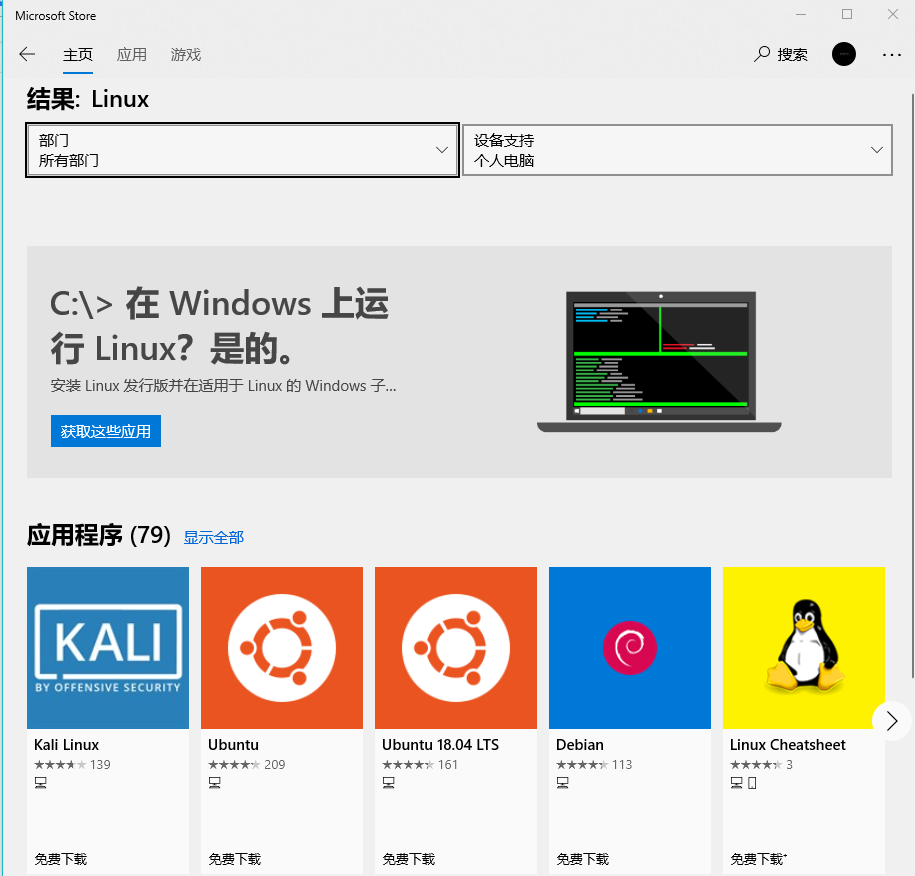 Microsoft Store
主页 应用 游戏 搜索
结果: Linux
部门
所有部门
设备支持
个人电脑
C:\> 在 Windows 上运
行 Linux？是的。
安装 Linux 发行版并在适用于 Linux 的 Windows 子...
获取这些应用
应用程序 (79) 显示全部
KALI
BY OFFENSIVE SECURITY
Kali Linux
139
免费下载
Ubuntu
209
免费下载
Ubuntu 18.04 LTS
161
免费下载
Debian
113
免费下载
Linux Cheatsheet
3
免费下载+